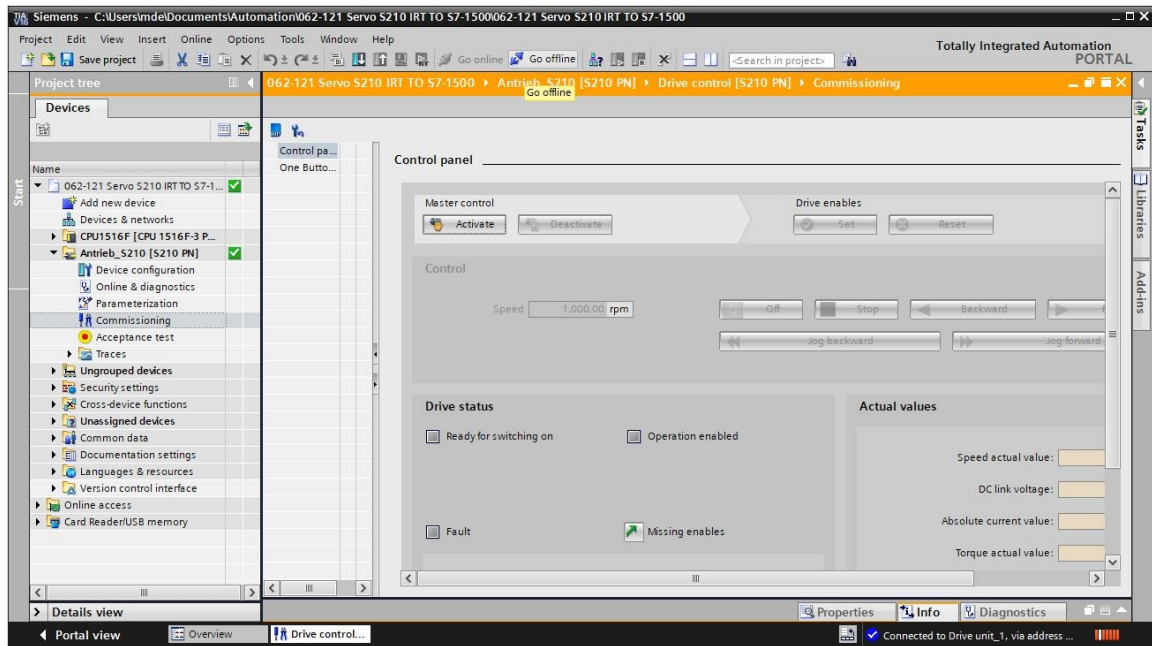 Siemens - C:\Users\mde\Documents\Automation\062-121 Servo S210 IRT TO S7-1500\062-121 Servo S210 IRT TO S7-1500
Project Edit View Insert Online Options Tools Window Help
Totally Integrated Automation
PORTAL
Save project
Go online
Go offline
<Search in project>
Project tree
062-121 Servo S210 IRT TO S7-1500 Antrieb_S210 [S210 PN] Drive control [S210 PN] Commissioning
Go offline
Devices
Name
062-121 Servo S210 IRT TO S7-1...
Add new device
Devices & networks
CPU1516F [CPU 1516F-3 P...
Antrieb_S210 [S210 PN]
Device configuration
Online & diagnostics
Parameterization
Commissioning
Acceptance test
Traces
Ungrouped devices
Security settings
Cross-device functions
Unassigned devices
Common data
Documentation settings
Languages & resources
Version control interface
Online access
Card Reader/USB memory
Details view
Start
Control pa...
One Butto...
Control panel
Master control
Activate
Deactivate
Drive enables
Set
Reset
Control
Speed 1,000.00 rpm
Off
Stop
Backward
Jog backward
Jog forward
Drive status
Ready for switching on
Operation enabled
Fault
Missing enables
Actual values
Speed actual value:
DC link voltage:
Absolute current value:
Torque actual value:
Tasks
Libraries
Add-ins
Properties
Info
Diagnostics
Portal view
Overview
Drive control...
Connected to Drive unit_1, via address ...